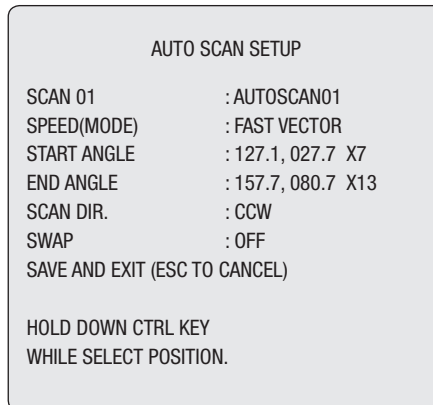 AUTO SCAN SETUP
SCAN 01 : AUTOSCAN01
SPEED(MODE) : FAST VECTOR
START ANGLE : 127.1, 027.7 X7
END ANGLE : 157.7, 080.7 X13
SCAN DIR. : CCW
SWAP : OFF
SAVE AND EXIT (ESC TO CANCEL)
HOLD DOWN CTRL KEY
WHILE SELECT POSITION.